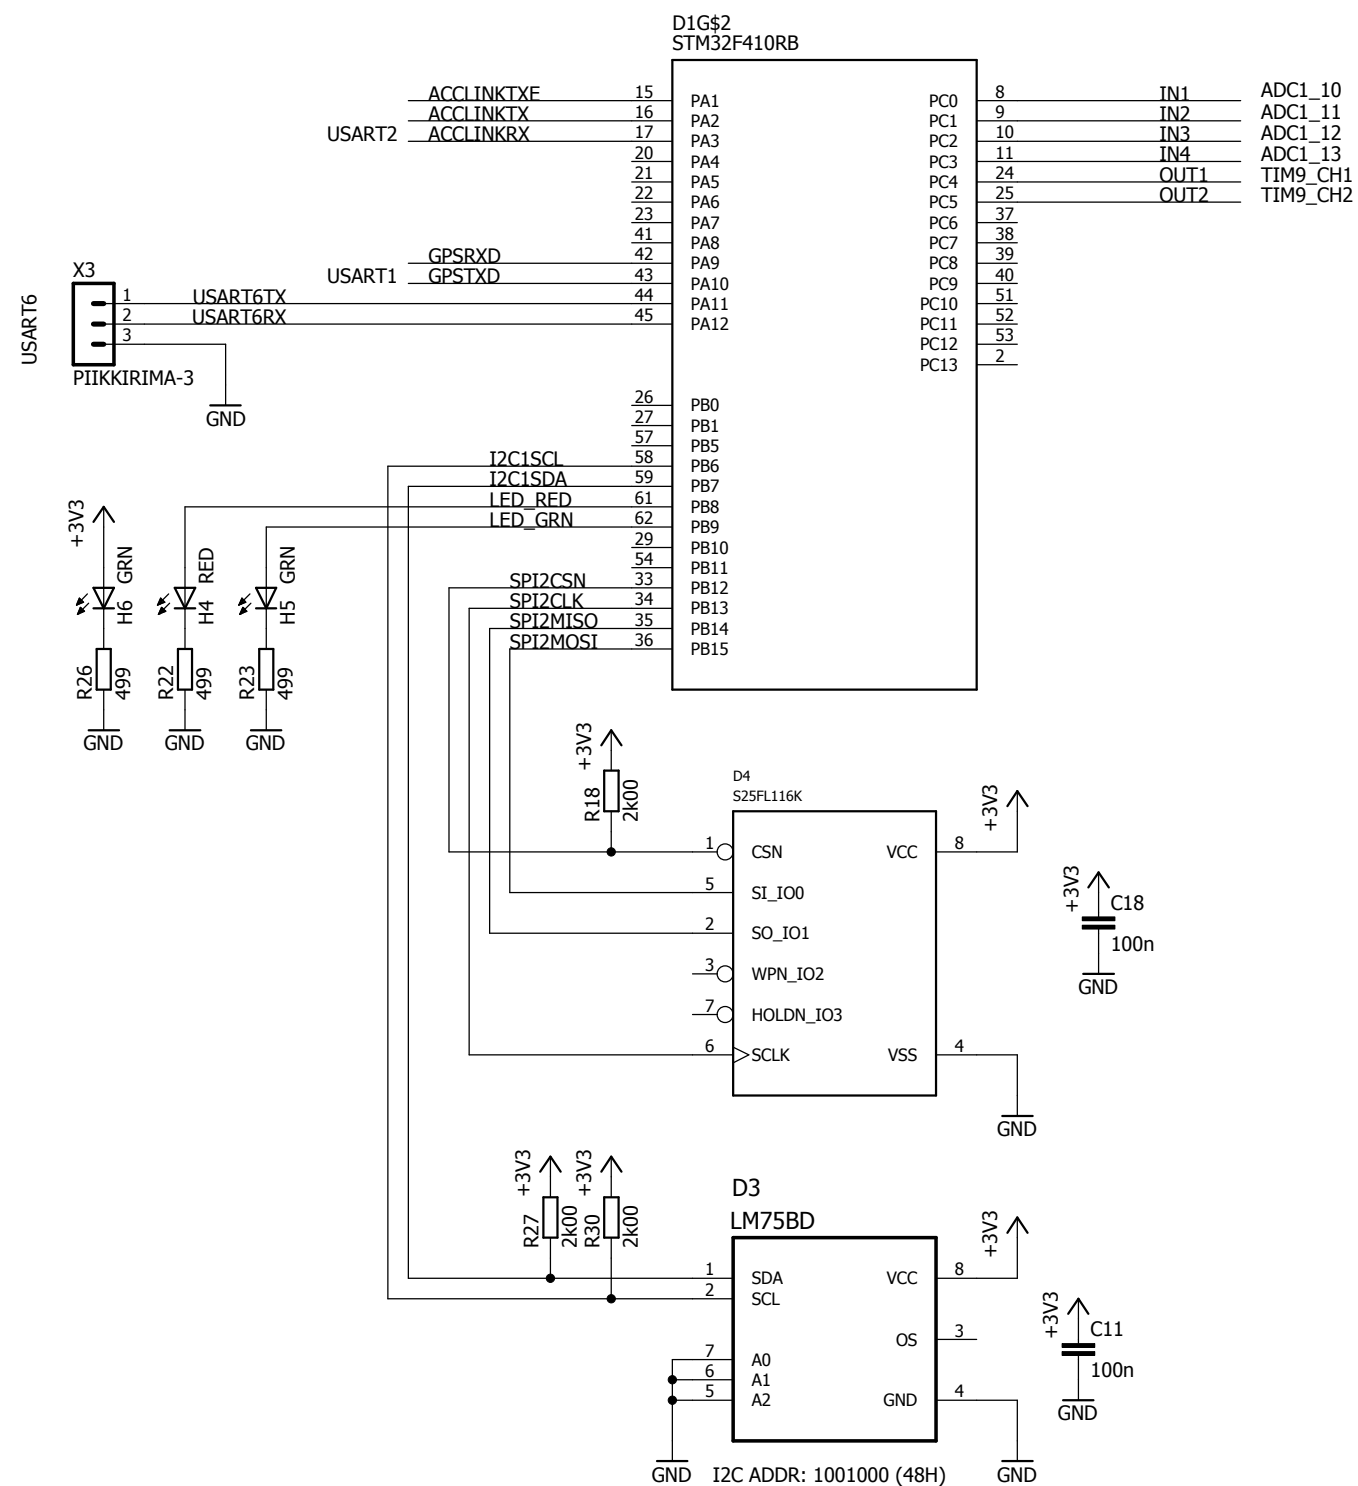 D1G$2
STM32F410RB
ACCLINKTXE 15 PA1 PC0 8 IN1 ADC1_10
ACCLINKTX 16 PA2 PC1 9 IN2 ADC1_11
USART2 ACCLINKRX 17 PA3 PC2 10 IN3 ADC1_12
20 PA4 PC3 11 IN4 ADC1_13
21 PA5 PC4 24 OUT1 TIM9_CH1
22 PA6 PC5 25 OUT2 TIM9_CH2
23 PA7 PC6 37
41 PA8 PC7 38
GPSRXD 42 PA9 PC8 39
USART1 GPSTXD 43 PA10 PC9 40
X3
USART6
1 USART6TX 44 PA11 PC10 51
2 USART6RX 45 PA12 PC11 52
3 PC12 53
PC13 2
PIIKKIRIMA-3
GND
26 PB0
27 PB1
57 PB5
I2C1SCL 58 PB6
I2C1SDA 59 PB7
LED_RED 61 PB8
LED_GRN 62 PB9
29 PB10
54 PB11
SPI2CSN 33 PB12
SPI2CLK 34 PB13
SPI2MISO 35 PB14
SPI2MOSI 36 PB15
+3V3
GRN RED GRN
H6 H4 H5
R26 499 R22 499 R23 499
GND GND GND
+3V3
R18 2k00
D4
S25FL116K
+3V3
1 CSN VCC 8
5 SI_IO0
2 SO_IO1
3 WPN_IO2
7 HOLDN_IO3
6 SCLK VSS 4
GND
+3V3
C18
100n
GND
+3V3 +3V3
R27 2k00 R30 2k00
D3
LM75BD
+3V3
1 SDA VCC 8
2 SCL
OS 3
7 A0
6 A1
5 A2 GND 4
+3V3
C11
100n
GND
GND I2C ADDR: 1001000 (48H) GND